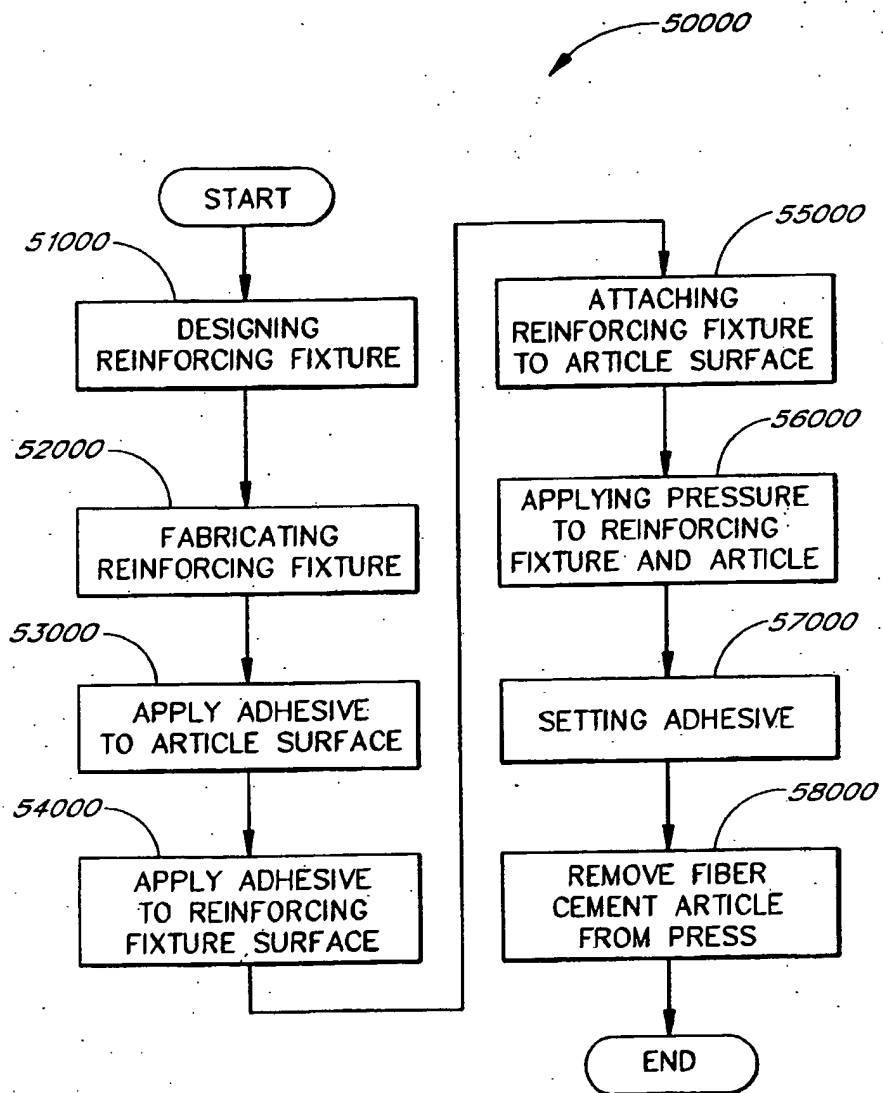 50000
START
51000
DESIGNING
REINFORCING FIXTURE
52000
FABRICATING
REINFORCING FIXTURE
53000
APPLY ADHESIVE
TO ARTICLE SURFACE
54000
APPLY ADHESIVE
TO REINFORCING
FIXTURE SURFACE
55000
ATTACHING
REINFORCING FIXTURE
TO ARTICLE SURFACE
56000
APPLYING PRESSURE
TO REINFORCING
FIXTURE AND ARTICLE
57000
SETTING ADHESIVE
58000
REMOVE FIBER
CEMENT ARTICLE
FROM PRESS
END